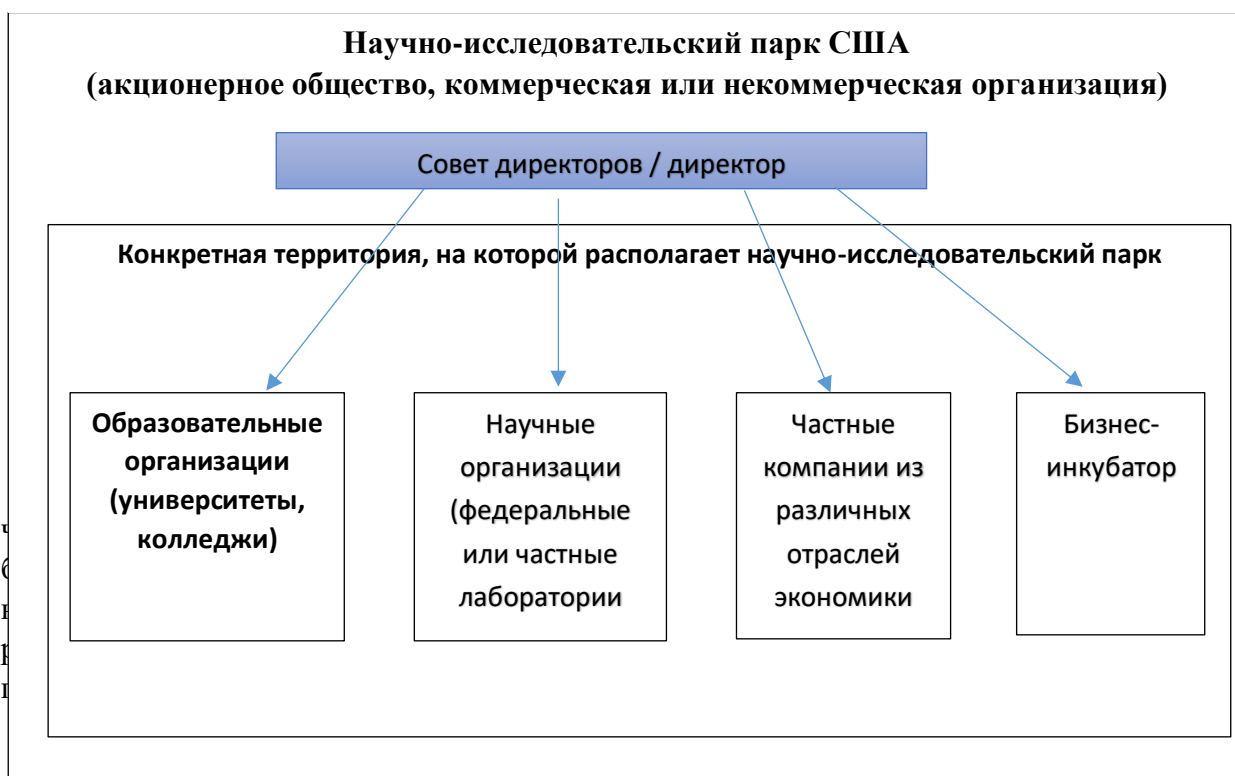 Научно-исследовательский парк США
(акционерное общество, коммерческая или некоммерческая организация)
Совет директоров / директор
Конкретная территория, на которой располагает научно-исследовательский парк
Образовательные
организации
(университеты,
колледжи)
Научные
организации
(федеральные
или частные
лаборатории
Частные
компании из
различных
отраслей
экономики
Бизнес-
инкубатор